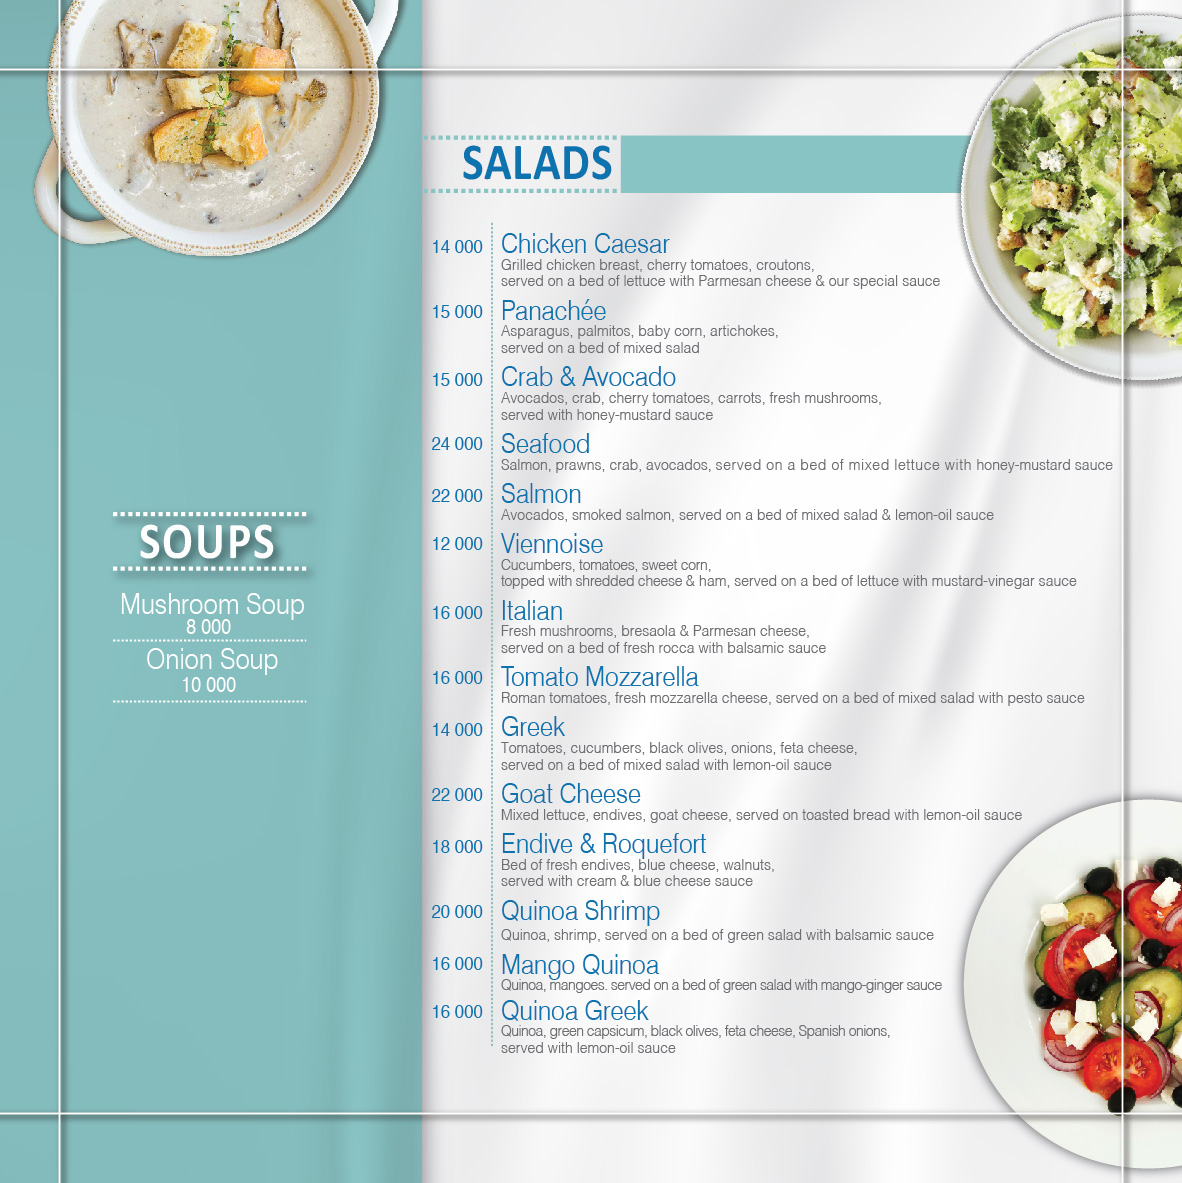 SOUPS
Mushroom Soup
8 000
Onion Soup
10 000
SALADS
14 000 Chicken Caesar
Grilled chicken breast, cherry tomatoes, croutons,
served on a bed of lettuce with Parmesan cheese & our special sauce
15 000 Panachée
Asparagus, palmitos, baby corn, artichokes,
served on a bed of mixed salad
15 000 Crab & Avocado
Avocados, crab, cherry tomatoes, carrots, fresh mushrooms,
served with honey-mustard sauce
24 000 Seafood
Salmon, prawns, crab, avocados, served on a bed of mixed lettuce with honey-mustard sauce
22 000 Salmon
Avocados, smoked salmon, served on a bed of mixed salad & lemon-oil sauce
12 000 Viennoise
Cucumbers, tomatoes, sweet corn,
topped with shredded cheese & ham, served on a bed of lettuce with mustard-vinegar sauce
16 000 Italian
Fresh mushrooms, bresaola & Parmesan cheese,
served on a bed of fresh rocca with balsamic sauce
16 000 Tomato Mozzarella
Roman tomatoes, fresh mozzarella cheese, served on a bed of mixed salad with pesto sauce
14 000 Greek
Tomatoes, cucumbers, black olives, onions, feta cheese,
served on a bed of mixed salad with lemon-oil sauce
22 000 Goat Cheese
Mixed lettuce, endives, goat cheese, served on toasted bread with lemon-oil sauce
18 000 Endive & Roquefort
Bed of fresh endives, blue cheese, walnuts,
served with cream & blue cheese sauce
20 000 Quinoa Shrimp
Quinoa, shrimp, served on a bed of green salad with balsamic sauce
16 000 Mango Quinoa
Quinoa, mangoes. served on a bed of green salad with mango-ginger sauce
16 000 Quinoa Greek
Quinoa, green capsicum, black olives, feta cheese, Spanish onions,
served with lemon-oil sauce